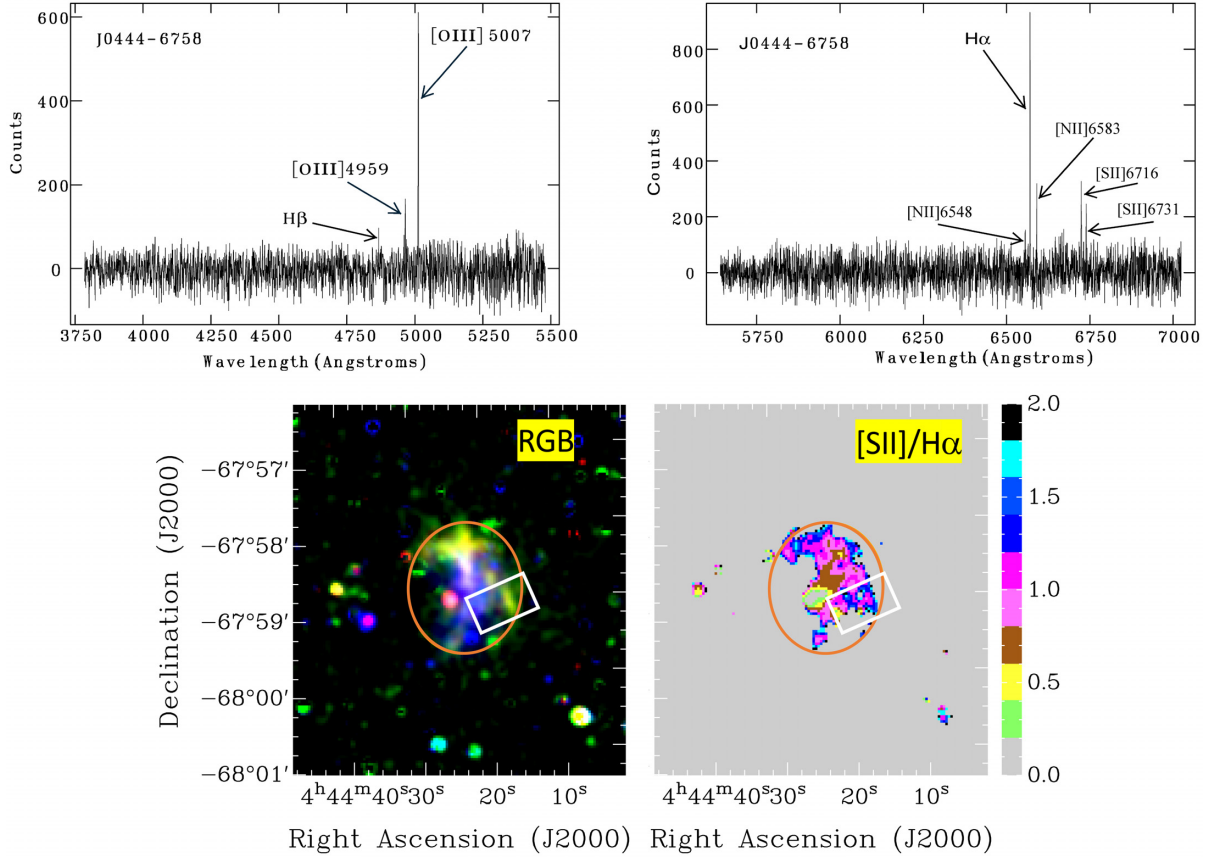 600
400
200
0
Counts
J0444-6758
[OIII] 5007
[OIII]4959
Hβ
3750 4000 4250 4500 4750 5000 5250 5500
Wavelength (Angstroms)
800
600
400
200
0
Counts
J0444-6758
Hα
[NII]6583
[SII]6716
[NII]6548
[SII]6731
5750 6000 6250 6500 6750 7000
Wavelength (Angstroms)
RGB
−67°57′
−67°58′
−67°59′
−68°00′
−68°01′
Declination (J2000)
4ʰ44ᵐ40ˢ30ˢ 20ˢ 10ˢ
Right Ascension (J2000)
[SII]/Hα
2.0
1.5
1.0
0.5
0.0
4ʰ44ᵐ40ˢ30ˢ 20ˢ 10ˢ
Right Ascension (J2000)